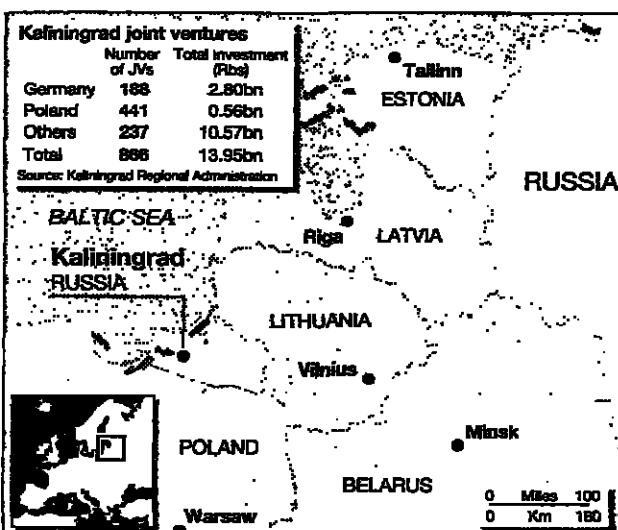 Kaliningrad joint ventures
Number of JVs Total Investment (Rbs)
Germany 188 2.80bn
Poland 441 0.56bn
Others 237 10.57bn
Total 866 13.95bn
Source: Kaliningrad Regional Administration
Tallinn
ESTONIA
RUSSIA
BALTIC SEA
Riga
LATVIA
Kaliningrad
RUSSIA
LITHUANIA
Vilnius
Minsk
POLAND
BELARUS
Warsaw
0 Miles 100
0 Km 160